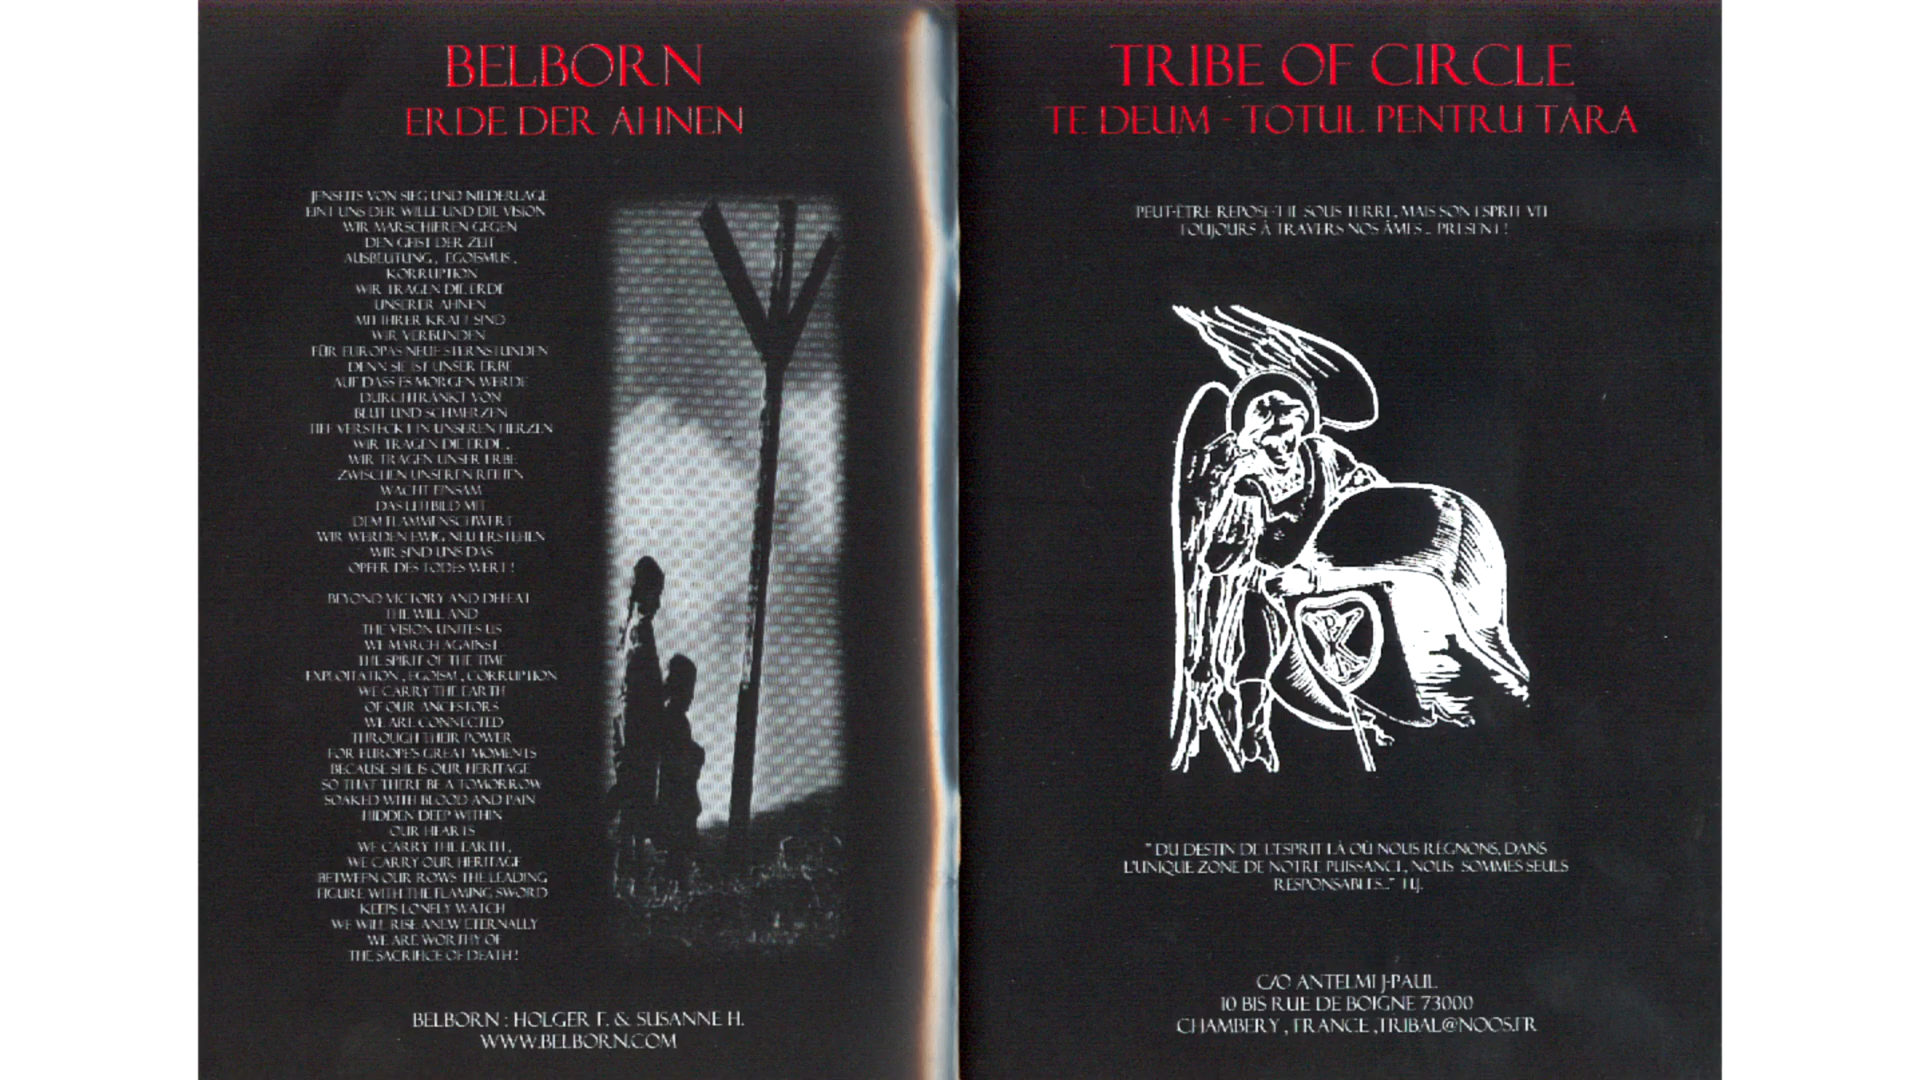 BELBORN
ERDE DER AHNEN
JENSEITS VON SIEG UND NIEDERLAGE
EINT UNS DER WILLE UND DIE VISION
WIR MARSCHIEREN GEGEN
DEN GEIST DER ZEIT
AUSBEUTUNG, EGOISMUS,
KORRUPTION
WIR TRAGEN DIE ERDE
UNSERER AHNEN
MIT IHRER KRAFT SIND
WIR VERBUNDEN
FÜR EUROPAS NEUE STERNSTUNDEN
DENN SIE IST UNSER ERBE
AUF DASS ES MORGEN WERDE
DURCHTRÄNKT VON
BLUT UND SCHMERZEN
TIEF VERSTECKT IN UNSEREN HERZEN
WIR TRAGEN DIE ERDE,
WIR TRAGEN UNSER ERBE
ZWISCHEN UNSEREN REIHEN
WACHT EINSAM
DAS LEITBILD MIT
DEM FLAMMENSCHWERT
WIR WERDEN EWIG NEU ERSTEHEN
WIR SIND UNS DAS
OPFER DES TODES WERT!
BEYOND VICTORY AND DEFEAT
THE WILL AND
THE VISION UNITES US
WE MARCH AGAINST
THE SPIRIT OF THE TIME
EXPLOITATION, EGOISM, CORRUPTION
WE CARRY THE EARTH
OF OUR ANCESTORS
WE ARE CONNECTED
THROUGH THEIR POWER
FOR EUROPE'S GREAT MOMENTS
BECAUSE SHE IS OUR HERITAGE
SO THAT THERE BE A TOMORROW
SOAKED WITH BLOOD AND PAIN
HIDDEN DEEP WITHIN
OUR HEARTS
WE CARRY THE EARTH,
WE CARRY OUR HERITAGE
BETWEEN OUR ROWS THE LEADING
FIGURE WITH THE FLAMING SWORD
KEEPS LONELY WATCH
WE WILL RISE ANEW ETERNALLY
WE ARE WORTHY OF
THE SACRIFICE OF DEATH!
BELBORN : HOLGER F. & SUSANNE H.
WWW.BELBORN.COM
TRIBE OF CIRCLE
TE DEUM - TOTUL PENTRU TARA
PEUT-ÊTRE REPOSE-T-IL SOUS TERRE, MAIS SON ESPRIT VIT
TOUJOURS À TRAVERS NOS ÂMES... PRESENT!
"DU DESTIN DE L'ESPRIT LÀ OÙ NOUS RÉGNONS, DANS
L'UNIQUE ZONE DE NOTRE PUISSANCE, NOUS SOMMES SEULS
RESPONSABLES..."
C/O ANTELMI J-PAUL
10 BIS RUE DE BOIGNE 73000
CHAMBERY, FRANCE, TRIBAL@NOOS.FR